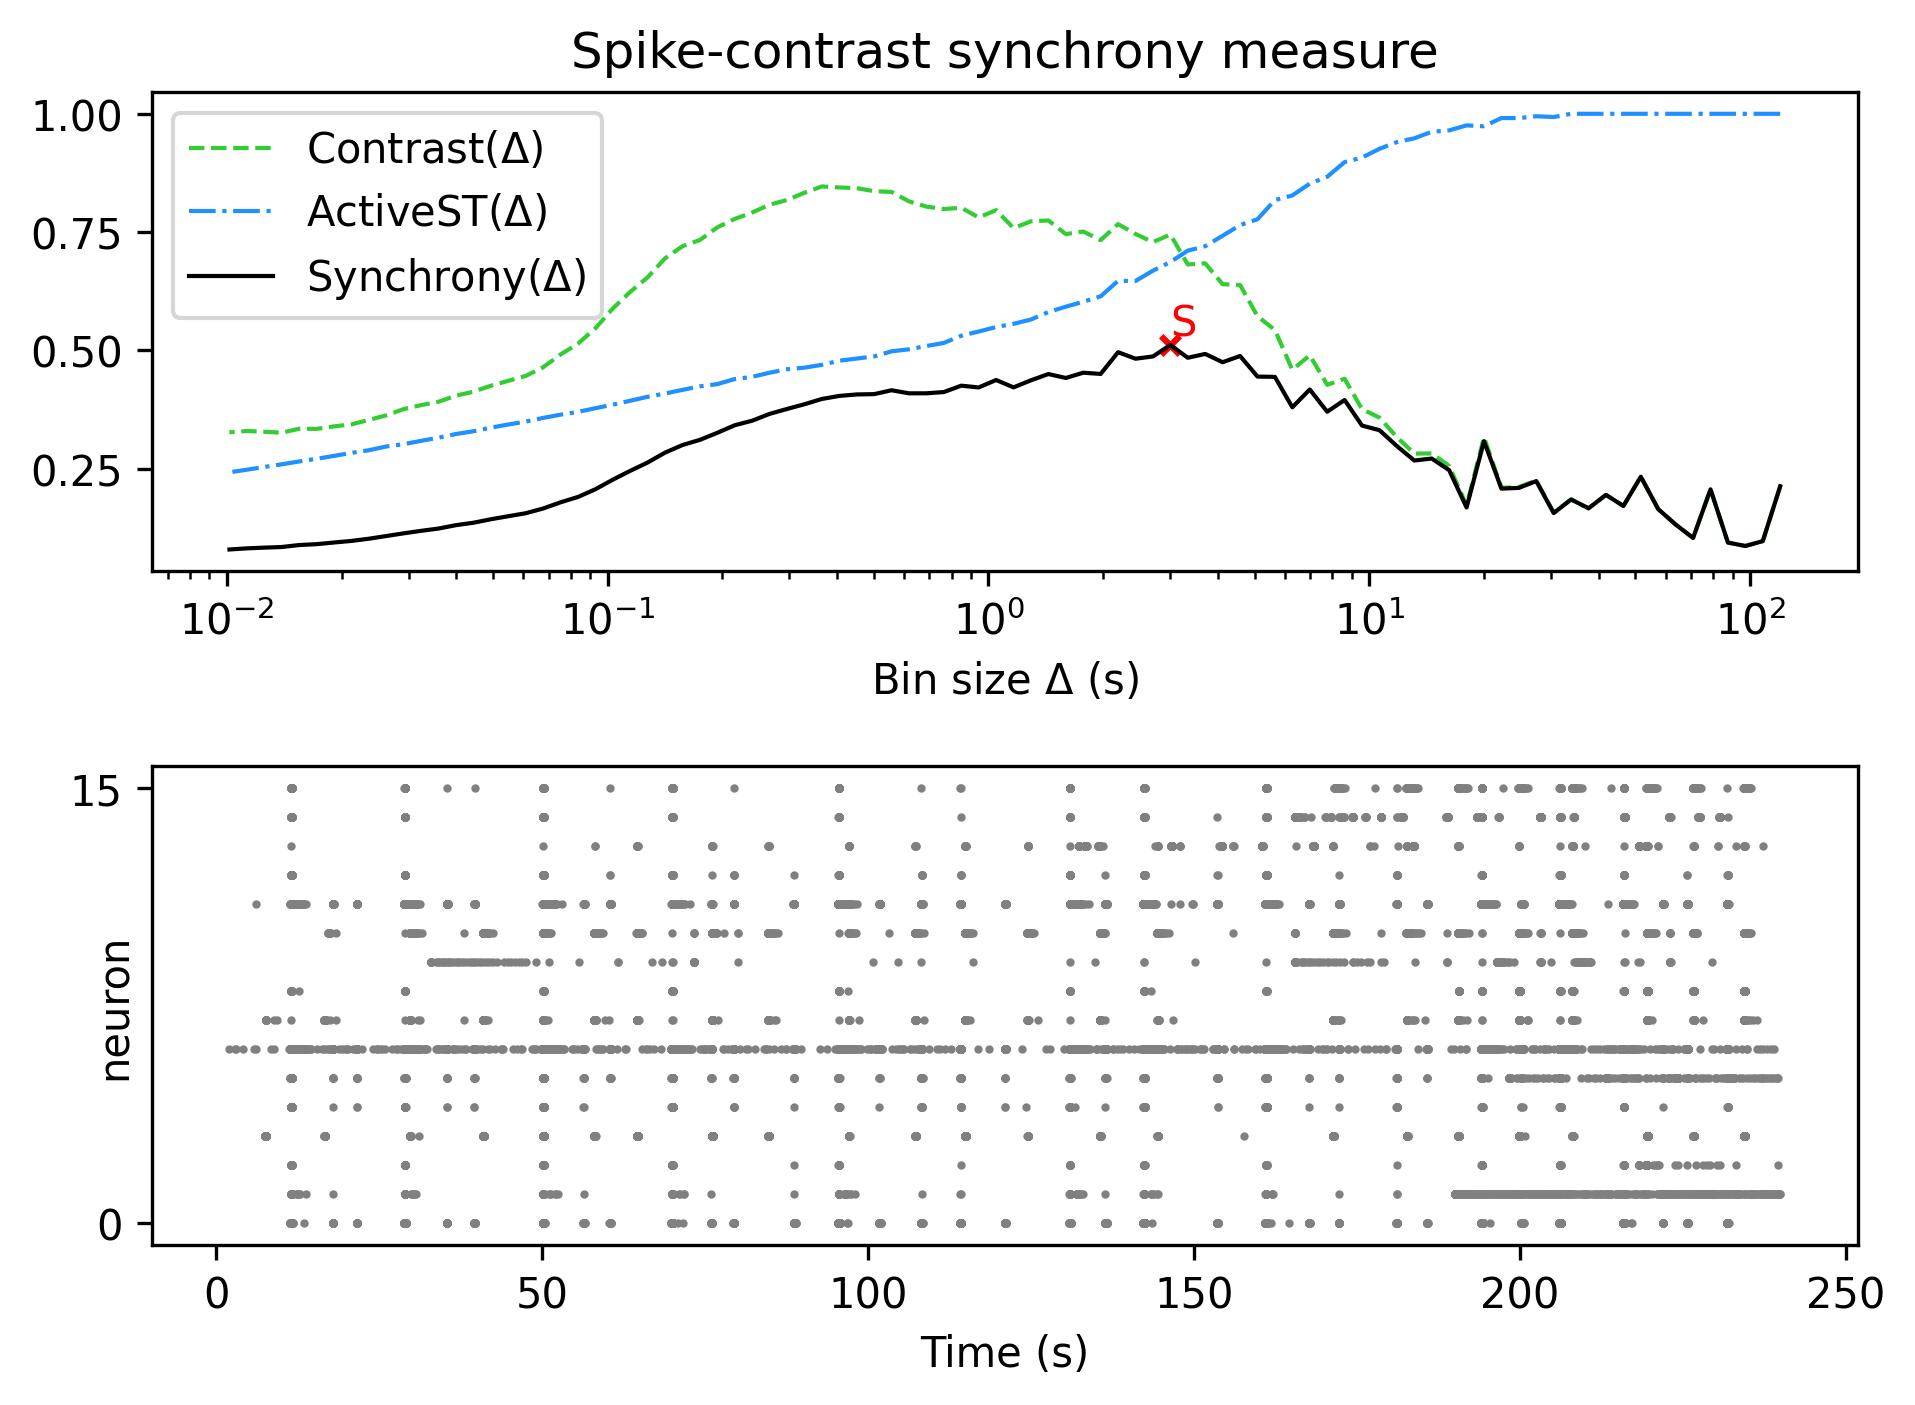 Spike-contrast synchrony measure
1.00
0.75
0.50
0.25
Contrast(Δ)
ActiveST(Δ)
Synchrony(Δ)
S
10⁻² 10⁻¹ 10⁰ 10¹ 10²
Bin size Δ (s)
15
0
neuron
0 50 100 150 200 250
Time (s)